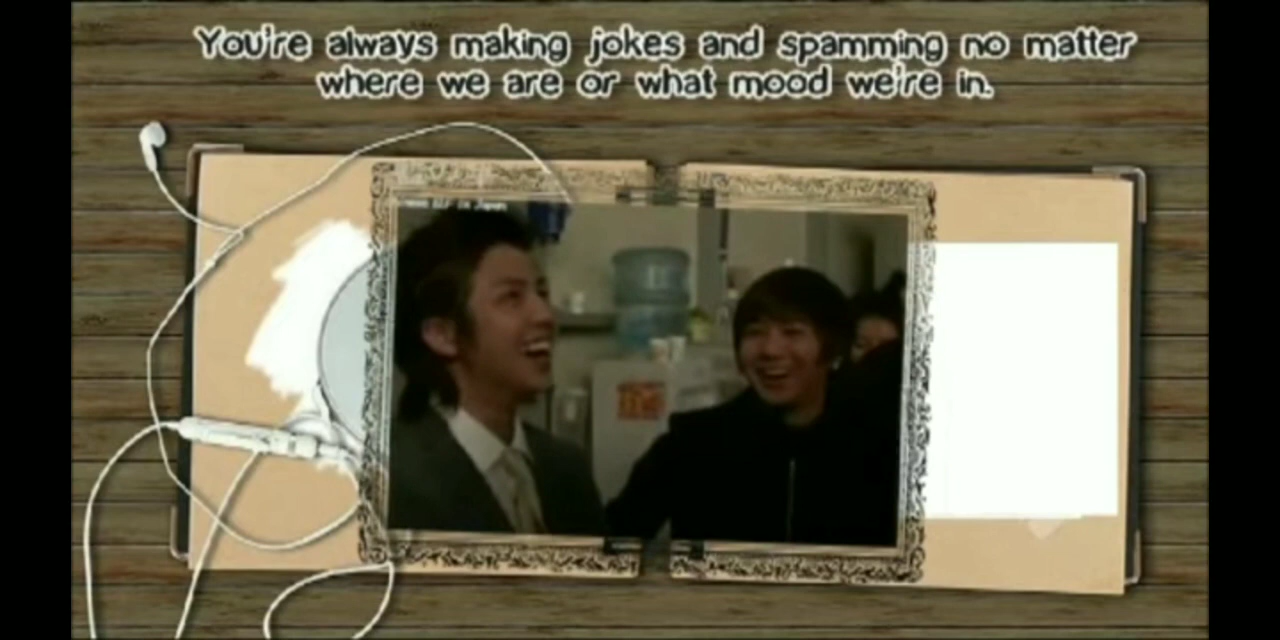 You're always making jokes and spamming no matter
where we are or what mood we're in.